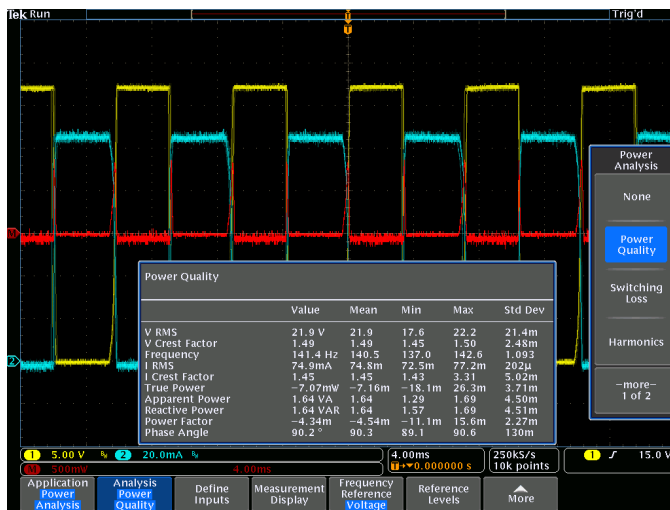 Tek Run Trig'd
T
T
M
2
Power Analysis
None
Power Quality
Switching Loss
Harmonics
-more-
1 of 2
Power Quality
Value Mean Min Max Std Dev
V RMS 21.9 V 21.9 17.6 22.2 21.4m
V Crest Factor 1.49 1.49 1.45 1.50 2.48m
Frequency 141.4 Hz 140.5 137.0 142.6 1.093
I RMS 74.9mA 74.8m 72.5m 77.2m 202µ
I Crest Factor 1.45 1.45 1.43 3.31 5.02m
True Power −7.07mW −7.16m −18.1m 26.3m 3.71m
Apparent Power 1.64 VA 1.64 1.29 1.69 4.50m
Reactive Power 1.64 VAR 1.64 1.57 1.69 4.51m
Power Factor −4.34m −4.54m −11.1m 15.6m 2.27m
Phase Angle 90.2 ° 90.3 89.1 90.6 130m
1 5.00 V BW 2 20.0mA BW 4.00ms 250kS/s 1 15.0 V
M 500mW 4.00ms T→▼0.000000 s 10k points
Application Power Analysis
Analysis Power Quality
Define Inputs
Measurement Display
Frequency Reference Voltage
Reference Levels
More